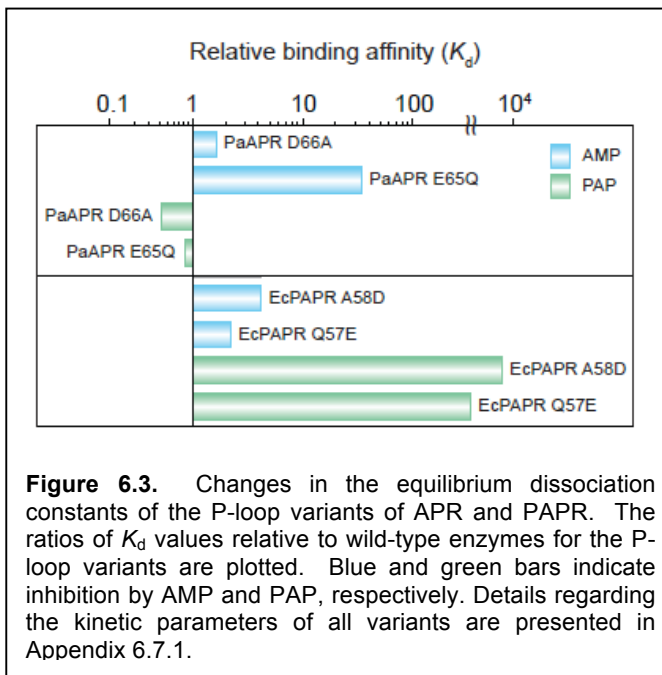 Relative binding affinity (Kd)
0.1 1 10 100 10⁴
PaAPR D66A
AMP
PaAPR E65Q
PAP
PaAPR D66A
PaAPR E65Q
EcPAPR A58D
EcPAPR Q57E
EcPAPR A58D
EcPAPR Q57E
Figure 6.3. Changes in the equilibrium dissociation
constants of the P-loop variants of APR and PAPR. The
ratios of Kd values relative to wild-type enzymes for the P-
loop variants are plotted. Blue and green bars indicate
inhibition by AMP and PAP, respectively. Details regarding
the kinetic parameters of all variants are presented in
Appendix 6.7.1.